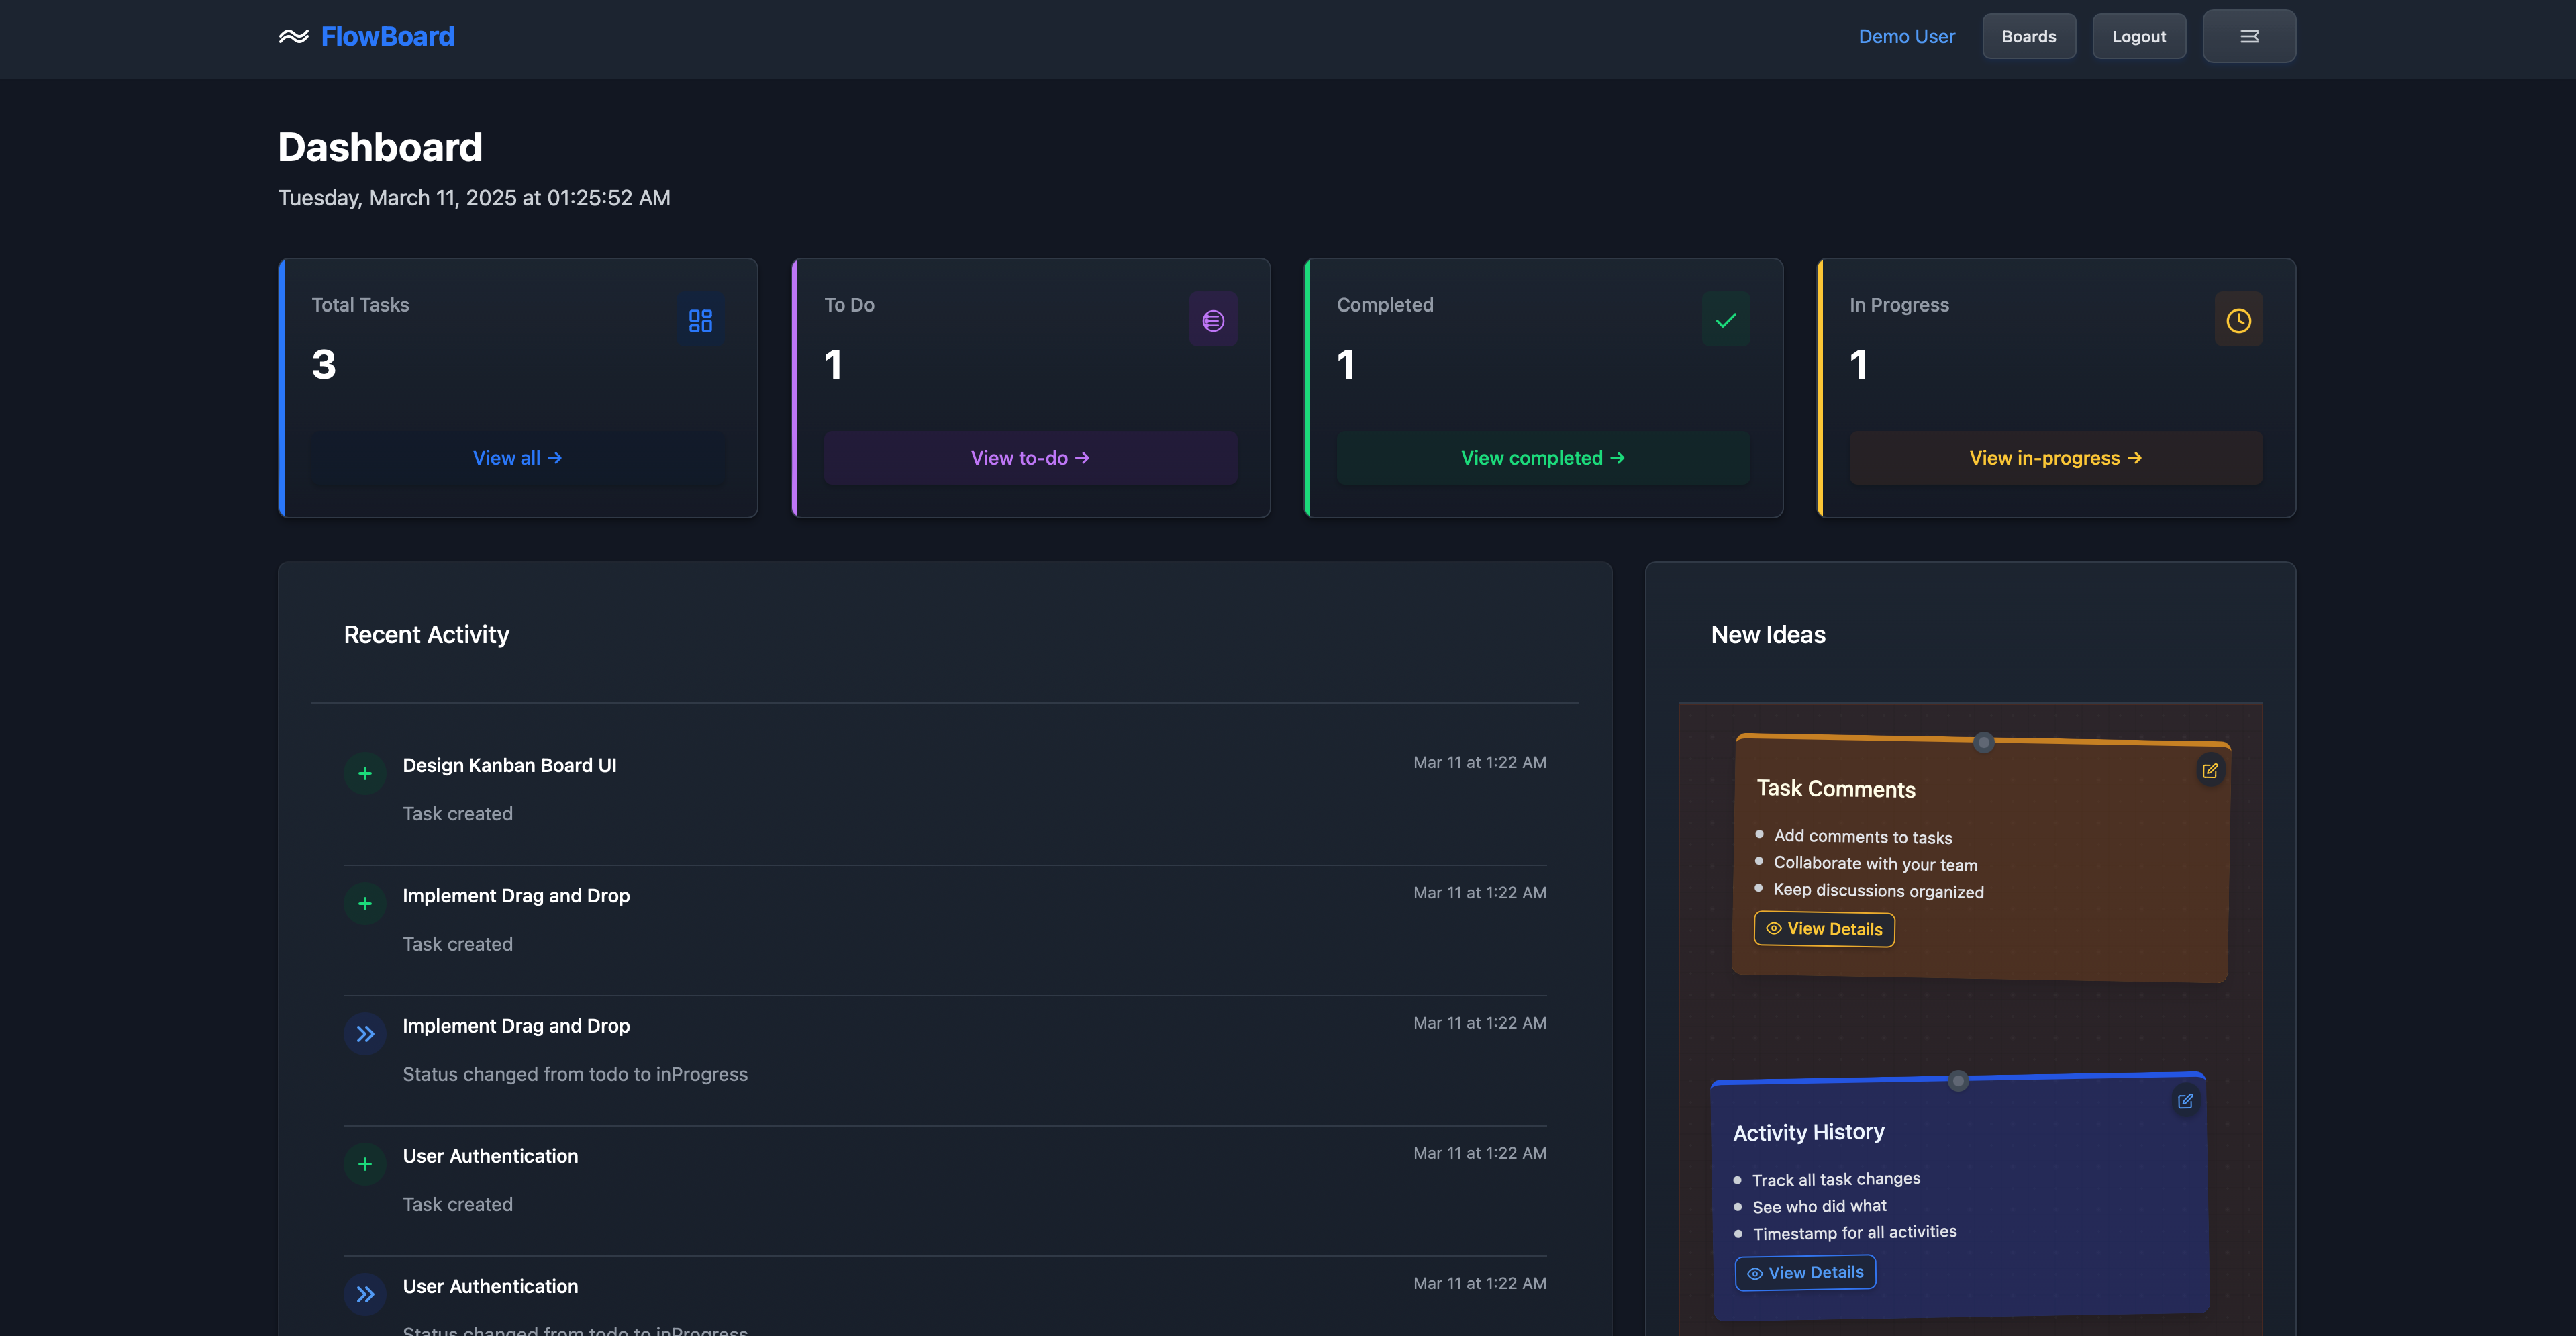 FlowBoard
Demo User
Boards
Logout
Dashboard
Tuesday, March 11, 2025 at 01:25:52 AM
Total Tasks
3
View all →
To Do
1
View to-do →
Completed
1
View completed →
In Progress
1
View in-progress →
Recent Activity
Design Kanban Board UI
Mar 11 at 1:22 AM
Task created
Implement Drag and Drop
Mar 11 at 1:22 AM
Task created
Implement Drag and Drop
Mar 11 at 1:22 AM
Status changed from todo to inProgress
User Authentication
Mar 11 at 1:22 AM
Task created
User Authentication
Mar 11 at 1:22 AM
Status changed from todo to inProgress
New Ideas
Task Comments
Add comments to tasks
Collaborate with your team
Keep discussions organized
View Details
Activity History
Track all task changes
See who did what
Timestamp for all activities
View Details